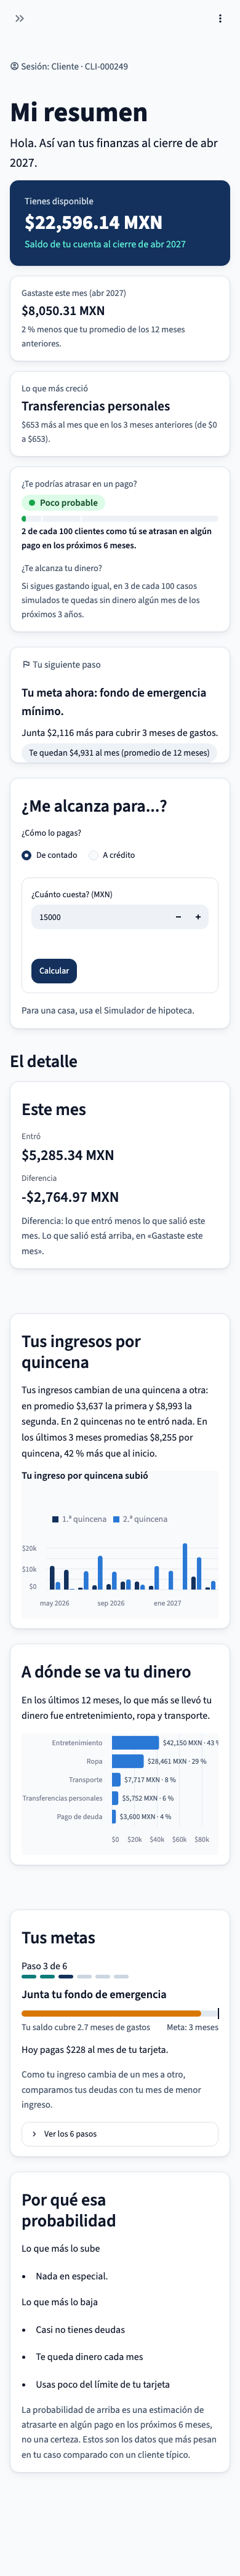 Sesión: Cliente · CLI-000249
Mi resumen
Hola. Así van tus finanzas al cierre de abr
2027.
Tienes disponible
$22,596.14 MXN
Saldo de tu cuenta al cierre de abr 2027
Gastaste este mes (abr 2027)
$8,050.31 MXN
2 % menos que tu promedio de los 12 meses
anteriores.
Lo que más creció
Transferencias personales
$653 más al mes que en los 3 meses anteriores (de $0
a $653).
¿Te podrías atrasar en un pago?
Poco probable
2 de cada 100 clientes como tú se atrasan en algún
pago en los próximos 6 meses.
¿Te alcanza tu dinero?
Si sigues gastando igual, en 3 de cada 100 casos
simulados te quedas sin dinero algún mes de los
próximos 3 años.
Tu siguiente paso
Tu meta ahora: fondo de emergencia
mínimo.
Junta $2,116 más para cubrir 3 meses de gastos.
Te quedan $4,931 al mes (promedio de 12 meses)
¿Me alcanza para...?
¿Cómo lo pagas?
De contado
A crédito
¿Cuánto cuesta? (MXN)
15000
Calcular
Para una casa, usa el Simulador de hipoteca.
El detalle
Este mes
Entró
$5,285.34 MXN
Diferencia
-$2,764.97 MXN
Diferencia: lo que entró menos lo que salió este
mes. Lo que salió está arriba, en «Gastaste este
mes».
Tus ingresos por
quincena
Tus ingresos cambian de una quincena a otra:
en promedio $3,637 la primera y $8,993 la
segunda. En 2 quincenas no te entró nada. En
los últimos 3 meses promedias $8,255 por
quincena, 42 % más que al inicio.
Tu ingreso por quincena subió
1.ª quincena
2.ª quincena
$20k
$10k
$0
may 2026
sep 2026
ene 2027
A dónde se va tu dinero
En los últimos 12 meses, lo que más se llevó tu
dinero fue entretenimiento, ropa y transporte.
Entretenimiento
$42,150 MXN · 43 %
Ropa
$28,461 MXN · 29 %
Transporte
$7,717 MXN · 8 %
Transferencias personales
$5,752 MXN · 6 %
Pago de deuda
$3,600 MXN · 4 %
$0
$20k
$40k
$60k
$80k
Tus metas
Paso 3 de 6
Junta tu fondo de emergencia
Tu saldo cubre 2.7 meses de gastos
Meta: 3 meses
Hoy pagas $228 al mes de tu tarjeta.
Como tu ingreso cambia de un mes a otro,
comparamos tus deudas con tu mes de menor
ingreso.
Ver los 6 pasos
Por qué esa
probabilidad
Lo que más lo sube
Nada en especial.
Lo que más lo baja
Casi no tienes deudas
Te queda dinero cada mes
Usas poco del límite de tu tarjeta
La probabilidad de arriba es una estimación de
atrasarte en algún pago en los próximos 6 meses,
no una certeza. Estos son los datos que más pesan
en tu caso comparado con un cliente típico.